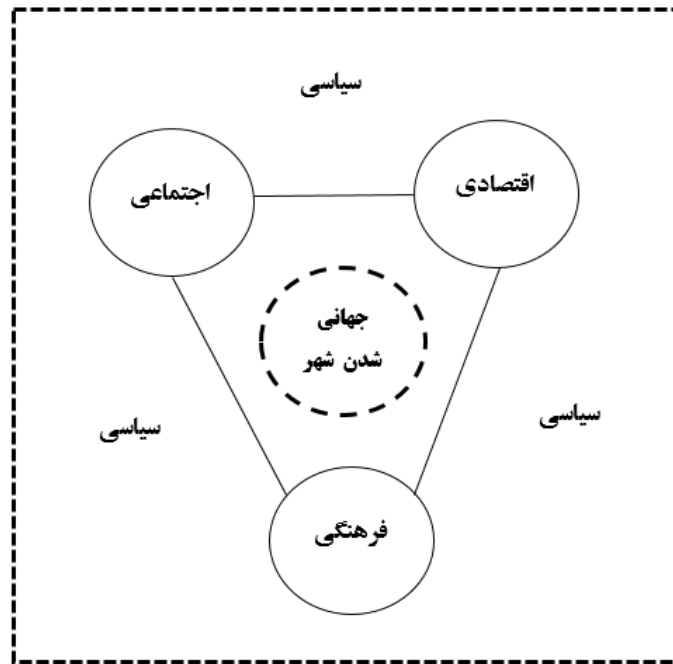 سیاسی
اقتصادی
اجتماعی
جهانی
شدن شهر
سیاسی
سیاسی
فرهنگی